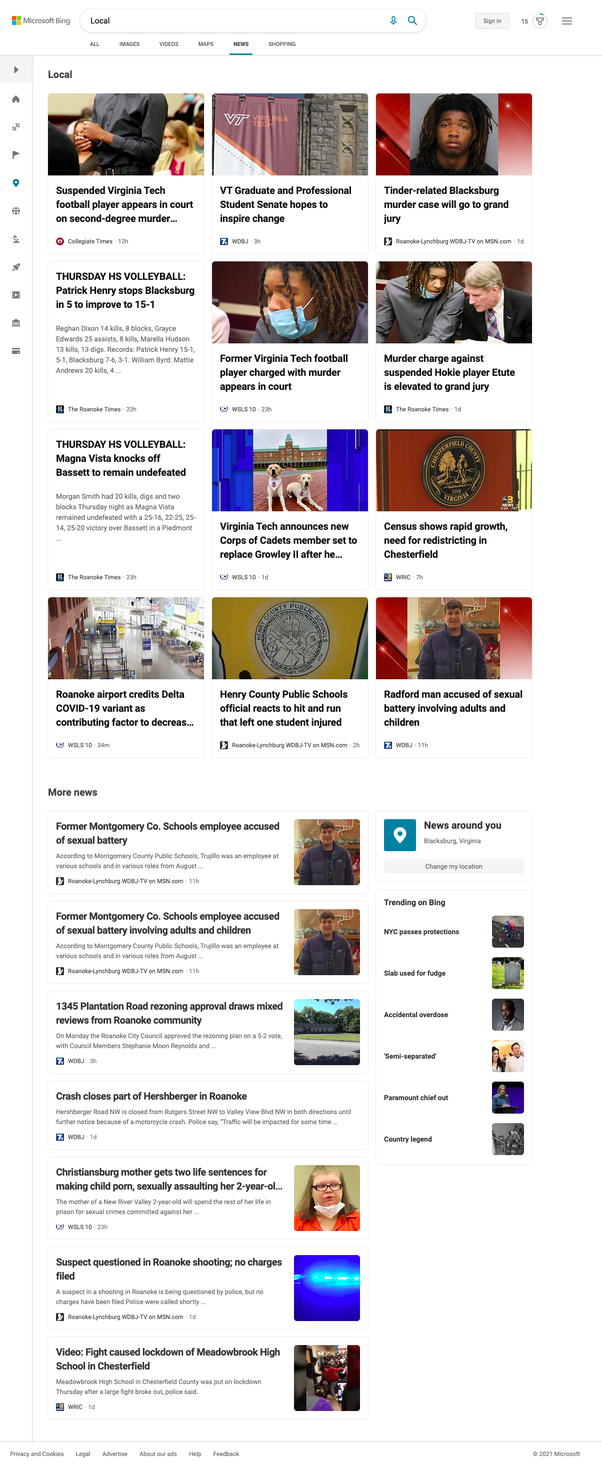 Microsoft Bing
Local
Sign in
15
ALL
IMAGES
VIDEOS
MAPS
NEWS
SHOPPING
Local
Suspended Virginia Tech
football player appears in court
on second-degree murder...
Collegiate Times · 12h
VT VIRGINIA
TECH
VT Graduate and Professional
Student Senate hopes to
inspire change
WDBJ · 3h
Tinder-related Blacksburg
murder case will go to grand
jury
Roanoke-Lynchburg WDBJ-TV on MSN.com · 1d
THURSDAY HS VOLLEYBALL:
Patrick Henry stops Blacksburg
in 5 to improve to 15-1
Reghan Dixon 14 kills, 8 blocks, Grayce
Edwards 25 assists, 8 kills, Marella Hudson
13 kills, 13 digs. Records: Patrick Henry 15-1,
5-1, Blacksburg 7-6, 3-1. William Byrd: Mattie
Andrews 20 kills, 4 ...
The Roanoke Times · 23h
Former Virginia Tech football
player charged with murder
appears in court
WSLS 10 · 23h
Murder charge against
suspended Hokie player Etute
is elevated to grand jury
The Roanoke Times · 1d
THURSDAY HS VOLLEYBALL:
Magna Vista knocks off
Bassett to remain undefeated
Morgan Smith had 20 kills, digs and two
blocks Thursday night as Magna Vista
remained undefeated with a 25-16, 22-25, 25-
14, 25-20 victory over Bassett in a Piedmont
...
The Roanoke Times · 23h
Virginia Tech announces new
Corps of Cadets member set to
replace Growley II after he...
WSLS 10 · 1d
CHESTERFIELD COUNTY
VIRGINIA
8
NEWS
Census shows rapid growth,
need for redistricting in
Chesterfield
WRIC · 7h
Roanoke airport credits Delta
COVID-19 variant as
contributing factor to decreas...
WSLS 10 · 34m
HENRY COUNTY PUBLIC SCHOOLS
Henry County Public Schools
official reacts to hit and run
that left one student injured
Roanoke-Lynchburg WDBJ-TV on MSN.com · 2h
Radford man accused of sexual
battery involving adults and
children
WDBJ · 11h
More news
Former Montgomery Co. Schools employee accused
of sexual battery
According to Montgomery County Public Schools, Trujillo was an employee at
various schools and in various roles from August ...
Roanoke-Lynchburg WDBJ-TV on MSN.com · 11h
Former Montgomery Co. Schools employee accused
of sexual battery involving adults and children
According to Montgomery County Public Schools, Trujillo was an employee at
various schools and in various roles from August ...
Roanoke-Lynchburg WDBJ-TV on MSN.com · 11h
1345 Plantation Road rezoning approval draws mixed
reviews from Roanoke community
On Monday the Roanoke City Council approved the rezoning plan on a 5-2 vote,
with Council Members Stephanie Moon Reynolds and ...
WDBJ · 3h
Crash closes part of Hershberger in Roanoke
Hershberger Road NW is closed from Rutgers Street NW to Valley View Blvd NW in both directions until
further notice because of a motorcycle crash. Police say, "Traffic will be impacted for some time ...
WDBJ · 1d
Christiansburg mother gets two life sentences for
making child porn, sexually assaulting her 2-year-ol...
The mother of a New River Valley 2-year-old will spend the rest of her life in
prison for sexual crimes committed against her ...
WSLS 10 · 23h
Suspect questioned in Roanoke shooting; no charges
filed
A suspect in a shooting in Roanoke is being questioned by police, but no
charges have been filed.Police were called shortly ...
Roanoke-Lynchburg WDBJ-TV on MSN.com · 1d
Video: Fight caused lockdown of Meadowbrook High
School in Chesterfield
Meadowbrook High School in Chesterfield County was put on lockdown
Thursday after a large fight broke out, police said.
WRIC · 1d
News around you
Blacksburg, Virginia
Change my location
Trending on Bing
NYC passes protections
Slab used for fudge
Accidental overdose
'Semi-separated'
Paramount chief out
Country legend
Privacy and Cookies
Legal
Advertise
About our ads
Help
Feedback
© 2021 Microsoft